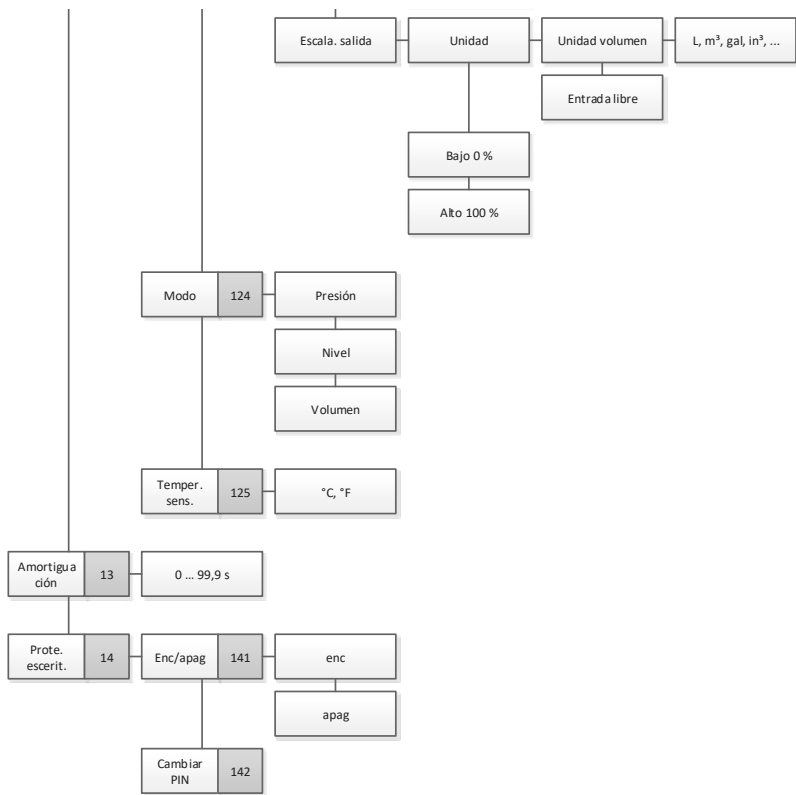 Escala. salida
Unidad
Unidad volumen
L, m³, gal, in³, ...
Entrada libre
Bajo 0 %
Alto 100 %
Modo
124
Presión
Nivel
Volumen
Temper.
sens.
125
°C, °F
Amortigua
ción
13
0 ... 99,9 s
Prote.
escerit.
14
Enc/apag
141
enc
apag
Cambiar
PIN
142